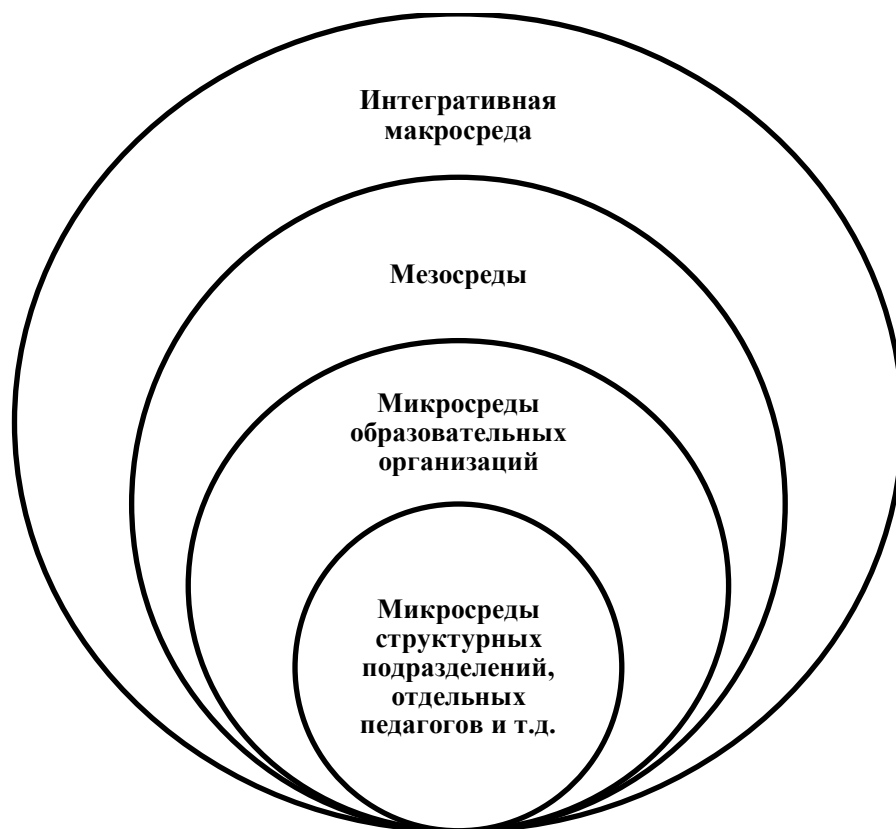 Интегративная
макросреда
Мезосреды
Микросреды
образовательных
организаций
Микросреды
структурных
подразделений,
отдельных
педагогов и т.д.